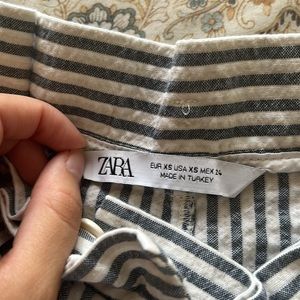 ZARA
EUR XS USA XS MEX 24
MADE IN TURKEY